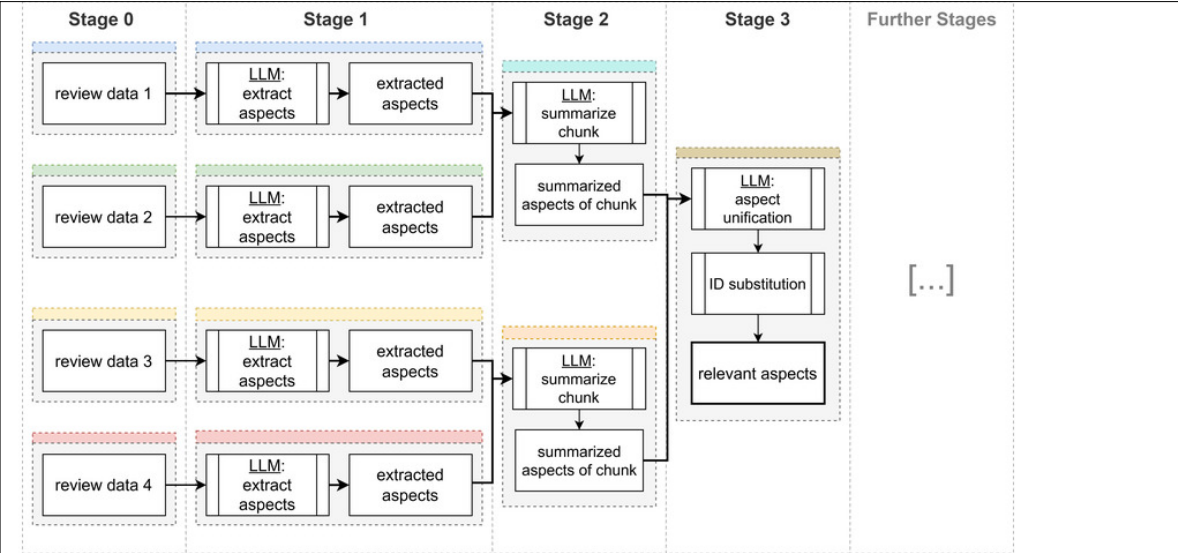 Stage 0
Stage 1
Stage 2
Stage 3
Further Stages
review data 1
LLM:
extract
aspects
extracted
aspects
review data 2
LLM:
extract
aspects
extracted
aspects
LLM:
summarize
chunk
summarized
aspects of chunk
review data 3
LLM:
extract
aspects
extracted
aspects
review data 4
LLM:
extract
aspects
extracted
aspects
LLM:
summarize
chunk
summarized
aspects of chunk
LLM:
aspect
unification
ID substitution
relevant aspects
[...]